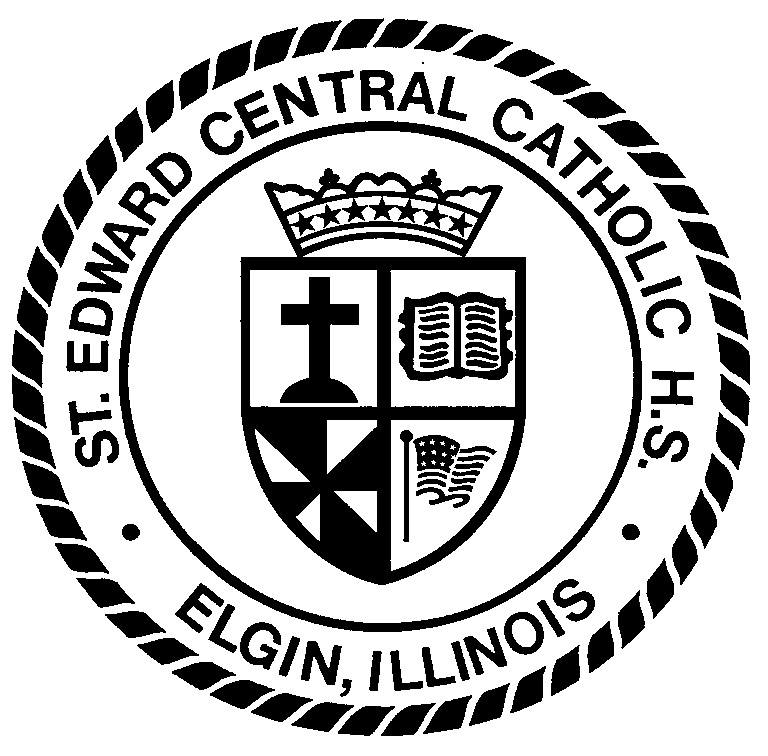 ST. EDWARD CENTRAL CATHOLIC H.S.
ELGIN, ILLINOIS